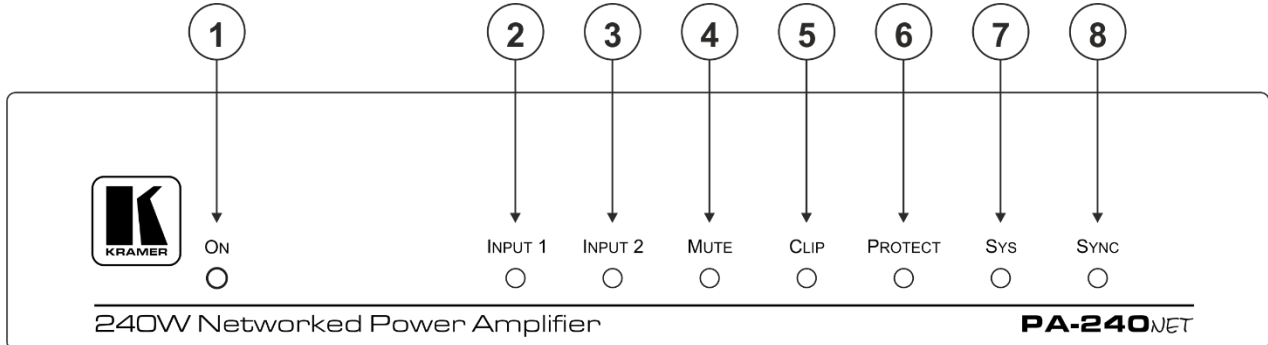 1 2 3 4 5 6 7 8
KRAMER
ON INPUT 1 INPUT 2 MUTE CLIP PROTECT SYS SYNC
240W Networked Power Amplifier PA-240NET